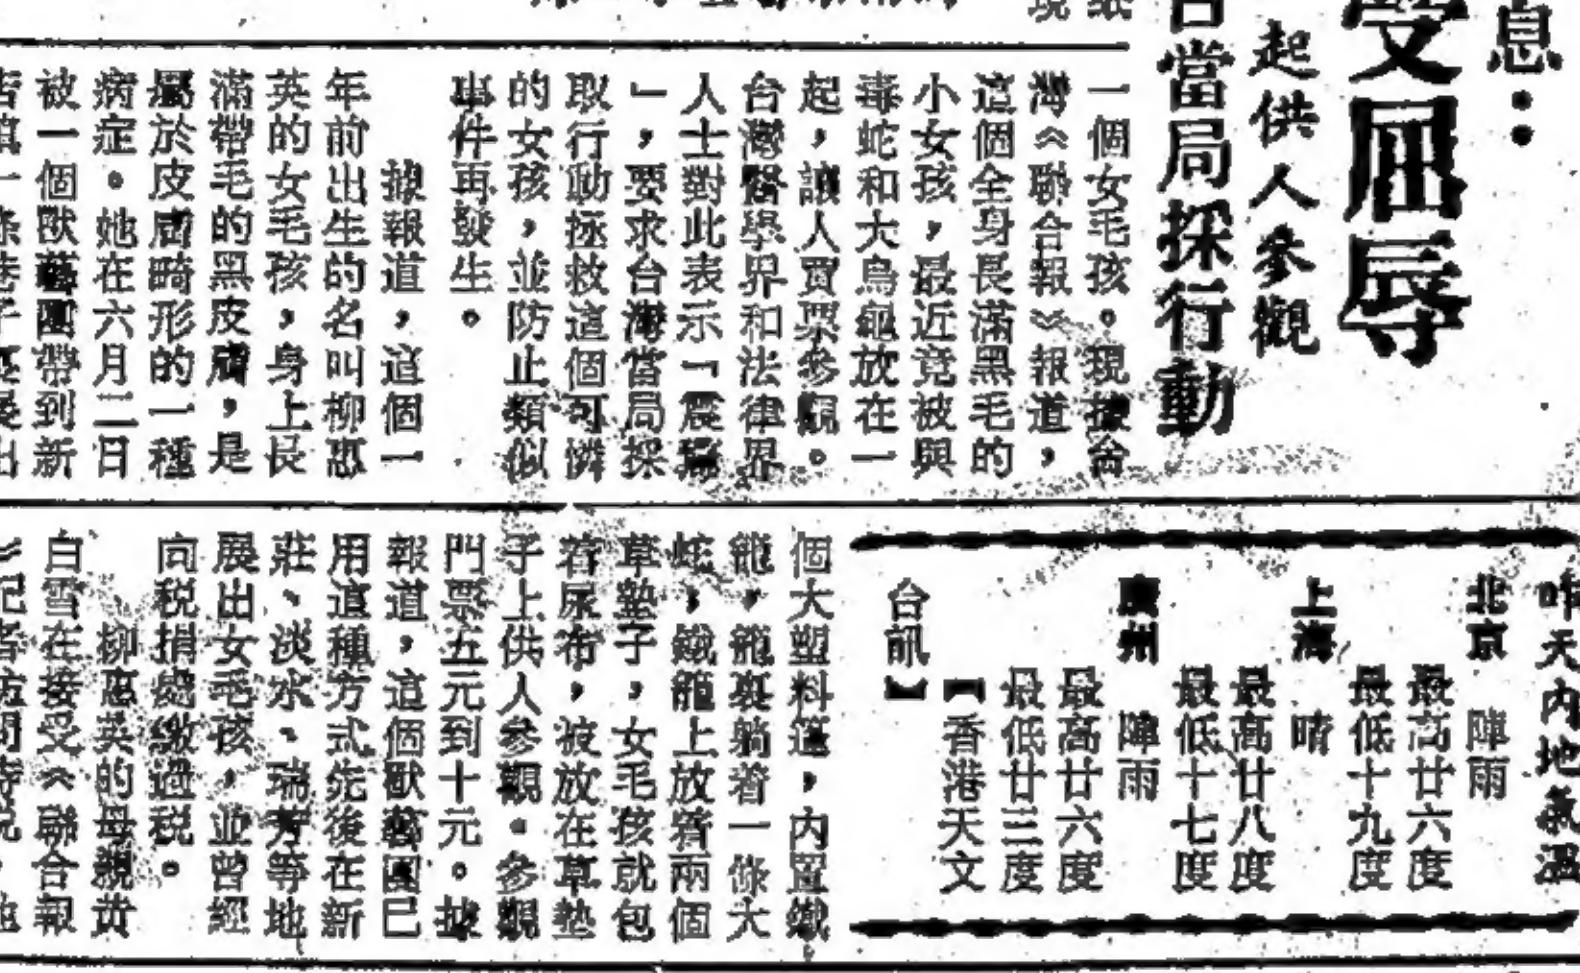 息：
受屈辱
起供人參觀
台當局採行動
一個女毛孩。現據台
灣《聯合報》報道，
這個全身長滿黑毛的
小女孩，最近竟被與
毒蛇和大烏龜放在一
起，讓人買票參觀。
台灣醫學界和法律界
人士對此表示「震驚
」，要求台灣當局採
取行動拯救這個可憐
的女孩，並防止類似
事件再發生。
據報道，這個一
年前出生的名叫柳惠
英的女毛孩，身上長
滿帶毛的黑皮膚，是
屬於皮膚畸形的一種
病症。她在六月二日
被一個獸藝團帶到新
昨天內地氣溫
北京 陣雨
最高廿六度
最低十九度
上海 晴
最高廿八度
最低十七度
廣州 陣雨
最高廿六度
最低廿三度
【香港天文
台訊】
個大塑料篷，內置鐵
籠，籠裏躺着一條大
蛇，鐵籠上放着兩個
草墊子，女毛孩就包
着尿布，被放在草墊
子上供人參觀。參觀
門票五元到十元。據
報道，這個獸藝團已
用這種方式先後在新
莊、淡水、瑞芳等地
展出女毛孩，並曾經
向稅捐處繳過稅。
柳惠英的母親黃
白雪在接受《聯合報